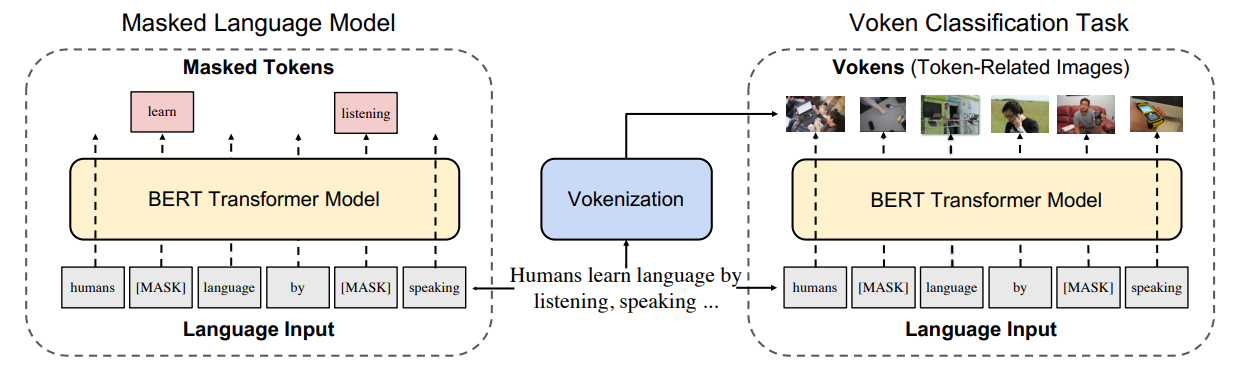 Masked Language Model
Masked Tokens
learn
listening
BERT Transformer Model
humans
[MASK]
language
by
[MASK]
speaking
Language Input
Vokenization
Humans learn language by
listening, speaking ...
Voken Classification Task
Vokens (Token-Related Images)
BERT Transformer Model
humans
[MASK]
language
by
[MASK]
speaking
Language Input